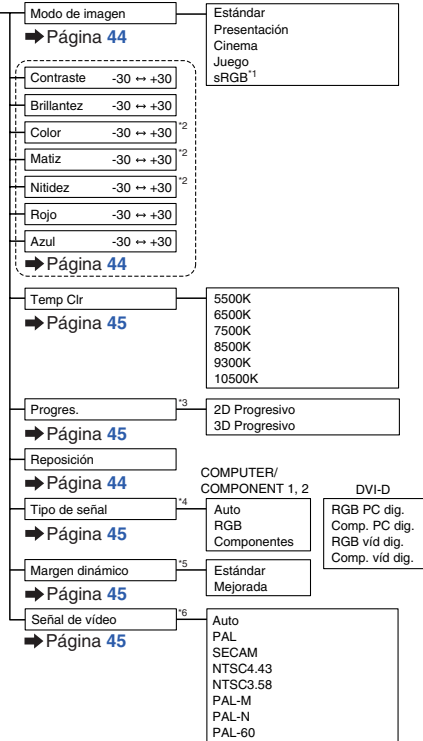 Modo de imagen
➡ Página 44
Estándar
Presentación
Cinema
Juego
sRGB*1
Contraste -30 ↔ +30
Brillantez -30 ↔ +30
Color -30 ↔ +30 *2
Matiz -30 ↔ +30 *2
Nitidez -30 ↔ +30 *2
Rojo -30 ↔ +30
Azul -30 ↔ +30
➡ Página 44
Temp Clr
➡ Página 45
5500K
6500K
7500K
8500K
9300K
10500K
Progres. *3
➡ Página 45
2D Progresivo
3D Progresivo
Reposición
➡ Página 44
Tipo de señal *4
➡ Página 45
COMPUTER/
COMPONENT 1, 2
Auto
RGB
Componentes
DVI-D
RGB PC dig.
Comp. PC dig.
RGB víd dig.
Comp. víd dig.
Margen dinámico *5
➡ Página 45
Estándar
Mejorada
Señal de vídeo *6
➡ Página 45
Auto
PAL
SECAM
NTSC4.43
NTSC3.58
PAL-M
PAL-N
PAL-60